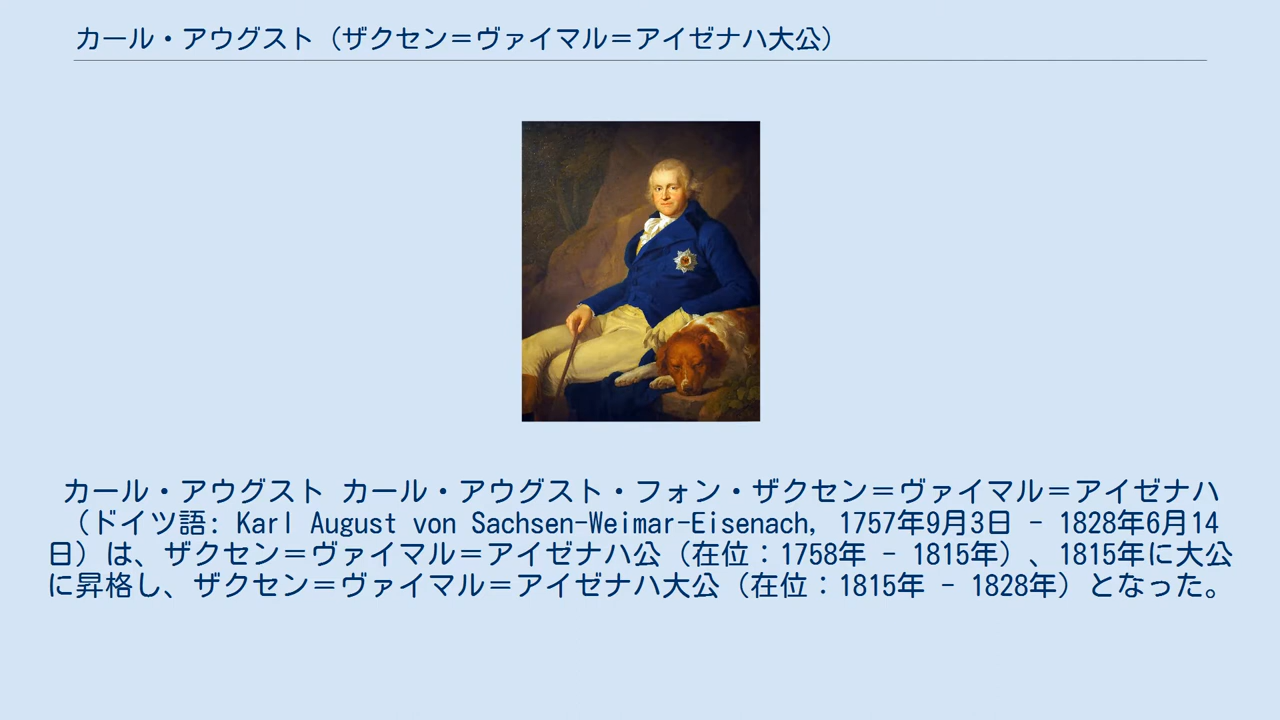 カール・アウグスト（ザクセン＝ヴァイマル＝アイゼナハ大公）
カール・アウグスト カール・アウグスト・フォン・ザクセン＝ヴァイマル＝アイゼナハ
（ドイツ語: Karl August von Sachsen-Weimar-Eisenach, 1757年9月3日 - 1828年6月14
日）は、ザクセン＝ヴァイマル＝アイゼナハ公（在位：1758年 - 1815年）、1815年に大公
に昇格し、ザクセン＝ヴァイマル＝アイゼナハ大公（在位：1815年 - 1828年）となった。